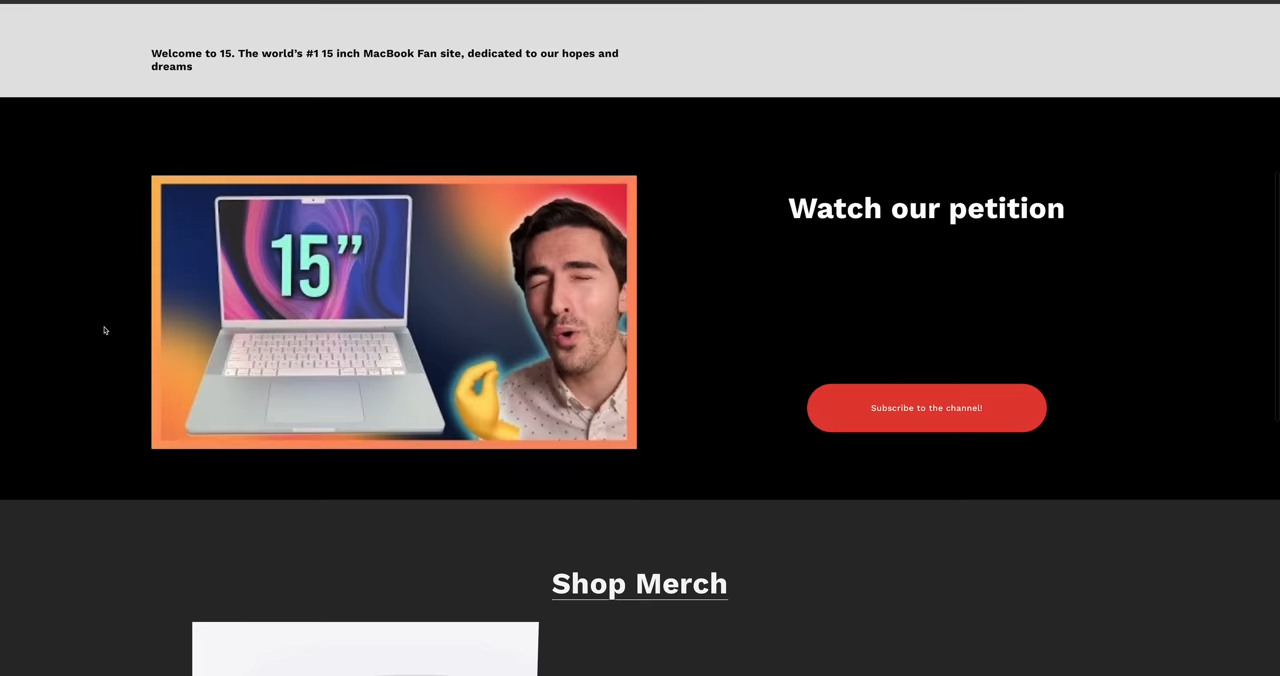 Welcome to 15. The world’s #1 15 inch MacBook Fan site, dedicated to our hopes and
dreams
15”
Watch our petition
Subscribe to the channel!
Shop Merch